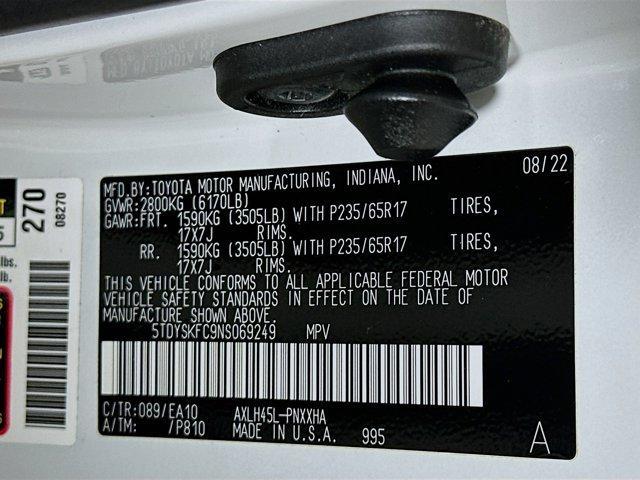 MFD.BY:TOYOTA MOTOR MANUFACTURING, INDIANA, INC. 08/22
GVWR:2800KG (6170LB)
GAWR:FRT. 1590KG (3505LB) WITH P235/65R17 TIRES,
17X7J RIMS.
RR. 1590KG (3505LB) WITH P235/65R17 TIRES,
17X7J RIMS.
THIS VEHICLE CONFORMS TO ALL APPLICABLE FEDERAL MOTOR
VEHICLE SAFETY STANDARDS IN EFFECT ON THE DATE OF
MANUFACTURE SHOWN ABOVE.
5TDYSKFC9NS069249 MPV
C/TR:089/EA10 AXLH45L-PNXXHA
A/TM: /P810 MADE IN U.S.A. 995 A
270
08270
lbs.
lb.